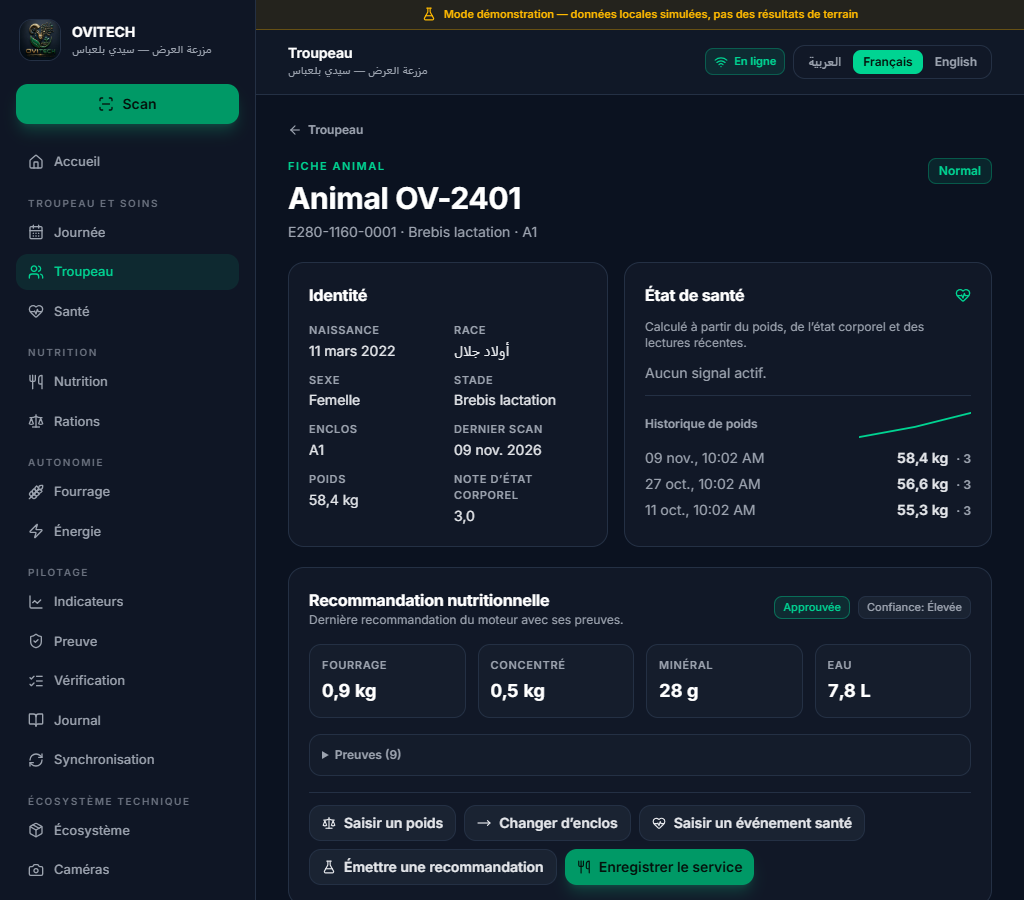 Mode démonstration — données locales simulées, pas des résultats de terrain
OVITECH
مزرعة العرض — سيدي بلعباس
Scan
Accueil
TROUPEAU ET SOINS
Journée
Troupeau
Santé
NUTRITION
Nutrition
Rations
AUTONOMIE
Fourrage
Énergie
PILOTAGE
Indicateurs
Preuve
Vérification
Journal
Synchronisation
ÉCOSYSTÈME TECHNIQUE
Écosystème
Caméras
Troupeau
مزرعة العرض — سيدي بلعباس
En ligne
العربية
Français
English
← Troupeau
FICHE ANIMAL
Animal OV-2401
E280-1160-0001 · Brebis lactation · A1
Normal
Identité
NAISSANCE
11 mars 2022
RACE
أولاد جلال
SEXE
Femelle
STADE
Brebis lactation
ENCLOS
A1
DERNIER SCAN
09 nov. 2026
POIDS
58,4 kg
NOTE D’ÉTAT
CORPOREL
3,0
État de santé
Calculé à partir du poids, de l’état corporel et des
lectures récentes.
Aucun signal actif.
Historique de poids
09 nov., 10:02 AM 58,4 kg · 3
27 oct., 10:02 AM 56,6 kg · 3
11 oct., 10:02 AM 55,3 kg · 3
Recommandation nutritionnelle
Dernière recommandation du moteur avec ses preuves.
Approuvée
Confiance: Élevée
FOURRAGE
0,9 kg
CONCENTRÉ
0,5 kg
MINÉRAL
28 g
EAU
7,8 L
Preuves (9)
Saisir un poids
Changer d’enclos
Saisir un événement santé
Émettre une recommandation
Enregistrer le service